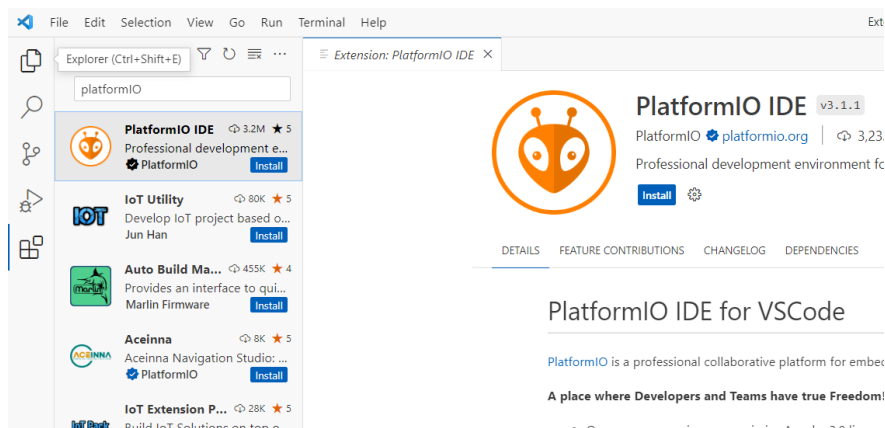 File Edit Selection View Go Run Terminal Help
Explorer (Ctrl+Shift+E)
Extension: PlatformIO IDE
platformIO
PlatformIO IDE 3.2M 5
Professional development e...
PlatformIO Install
IoT Utility 80K 5
Develop IoT project based o...
Jun Han Install
Auto Build Ma... 455K 4
Provides an interface to qui...
Marlin Firmware Install
Aceinna 8K 5
Aceinna Navigation Studio: ...
PlatformIO Install
IoT Extension P... 28K 5
IOT
marlin
ACEINNA
PlatformIO IDE v3.1.1
PlatformIO platformio.org 3,23
Professional development environment
Install
DETAILS FEATURE CONTRIBUTIONS CHANGELOG DEPENDENCIES
PlatformIO IDE for VSCode
PlatformIO is a professional collaborative platform for
A place where Developers and Teams have true Freedom!